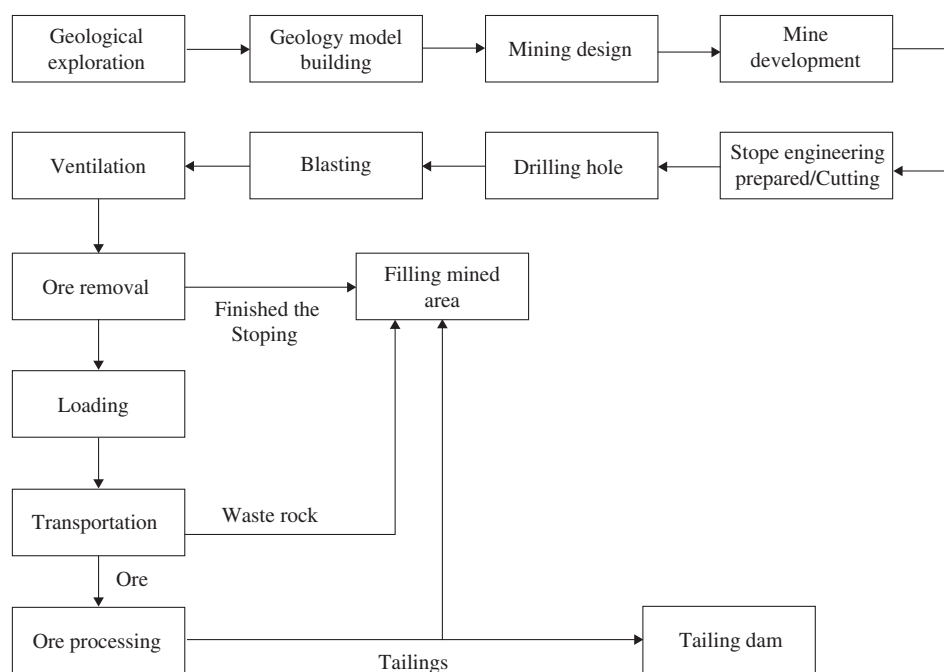 Geological
exploration
Geology model
building
Mining design
Mine
development
Ventilation
Blasting
Drilling hole
Stope engineering
prepared/Cutting
Ore removal
Finished the
Stoping
Filling mined
area
Loading
Transportation
Waste rock
Ore
Ore processing
Tailings
Tailing dam